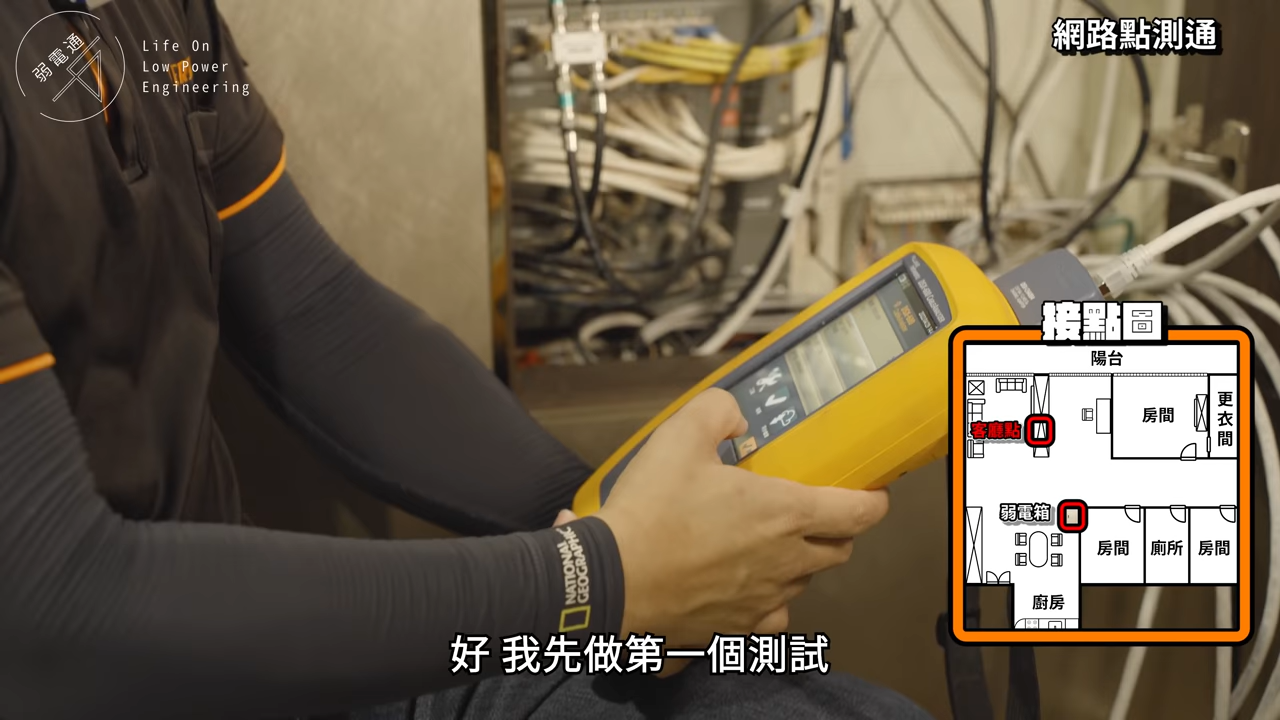 弱電通
Life On
Low Power
Engineering
網路點測通
接點圖
陽台
房間
更衣間
客廳點
弱電箱
房間
廁所
房間
廚房
NATIONAL
GEOGRAPHIC
好 我先做第一個測試